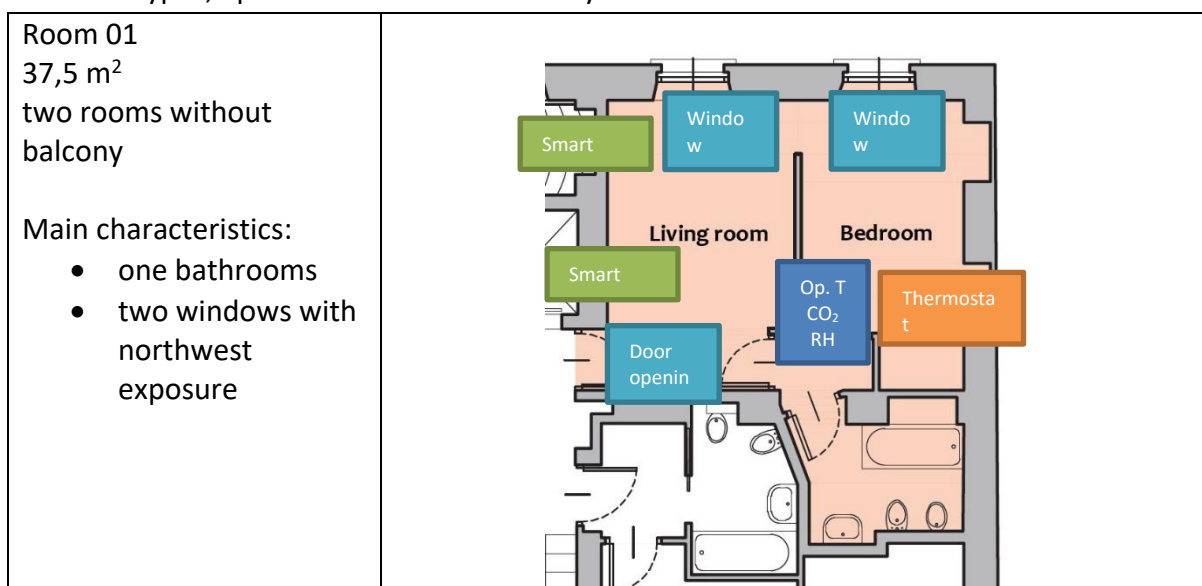 Room 01
37,5 m²
two rooms without
balcony
Main characteristics:
• one bathrooms
• two windows with
northwest
exposure
Windo
w
Windo
w
Smart
Living room
Bedroom
Smart
Op. T
CO₂
RH
Thermosta
t
Door
openin